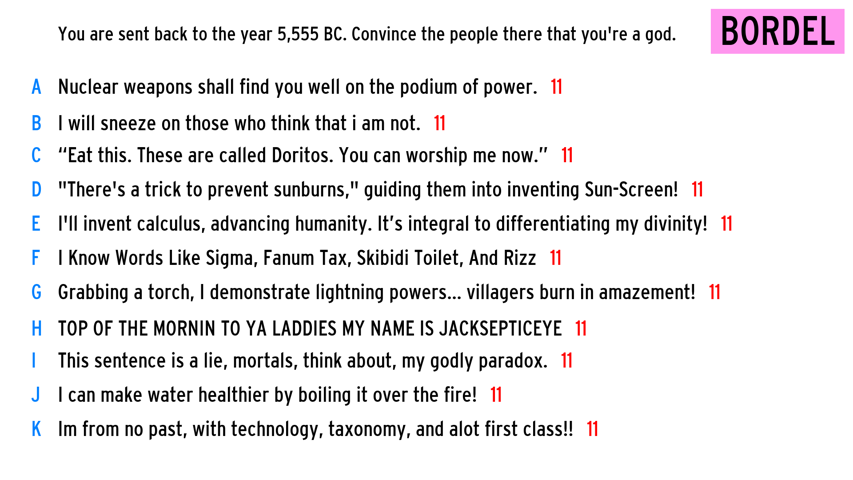 You are sent back to the year 5,555 BC. Convince the people there that you're a god.
BORDEL
A Nuclear weapons shall find you well on the podium of power. 11
B I will sneeze on those who think that i am not. 11
C “Eat this. These are called Doritos. You can worship me now.” 11
D "There's a trick to prevent sunburns," guiding them into inventing Sun-Screen! 11
E I'll invent calculus, advancing humanity. It’s integral to differentiating my divinity! 11
F I Know Words Like Sigma, Fanum Tax, Skibidi Toilet, And Rizz 11
G Grabbing a torch, I demonstrate lightning powers... villagers burn in amazement! 11
H TOP OF THE MORNIN TO YA LADDIES MY NAME IS JACKSEPTICEYE 11
I This sentence is a lie, mortals, think about, my godly paradox. 11
J I can make water healthier by boiling it over the fire! 11
K Im from no past, with technology, taxonomy, and alot first class!! 11